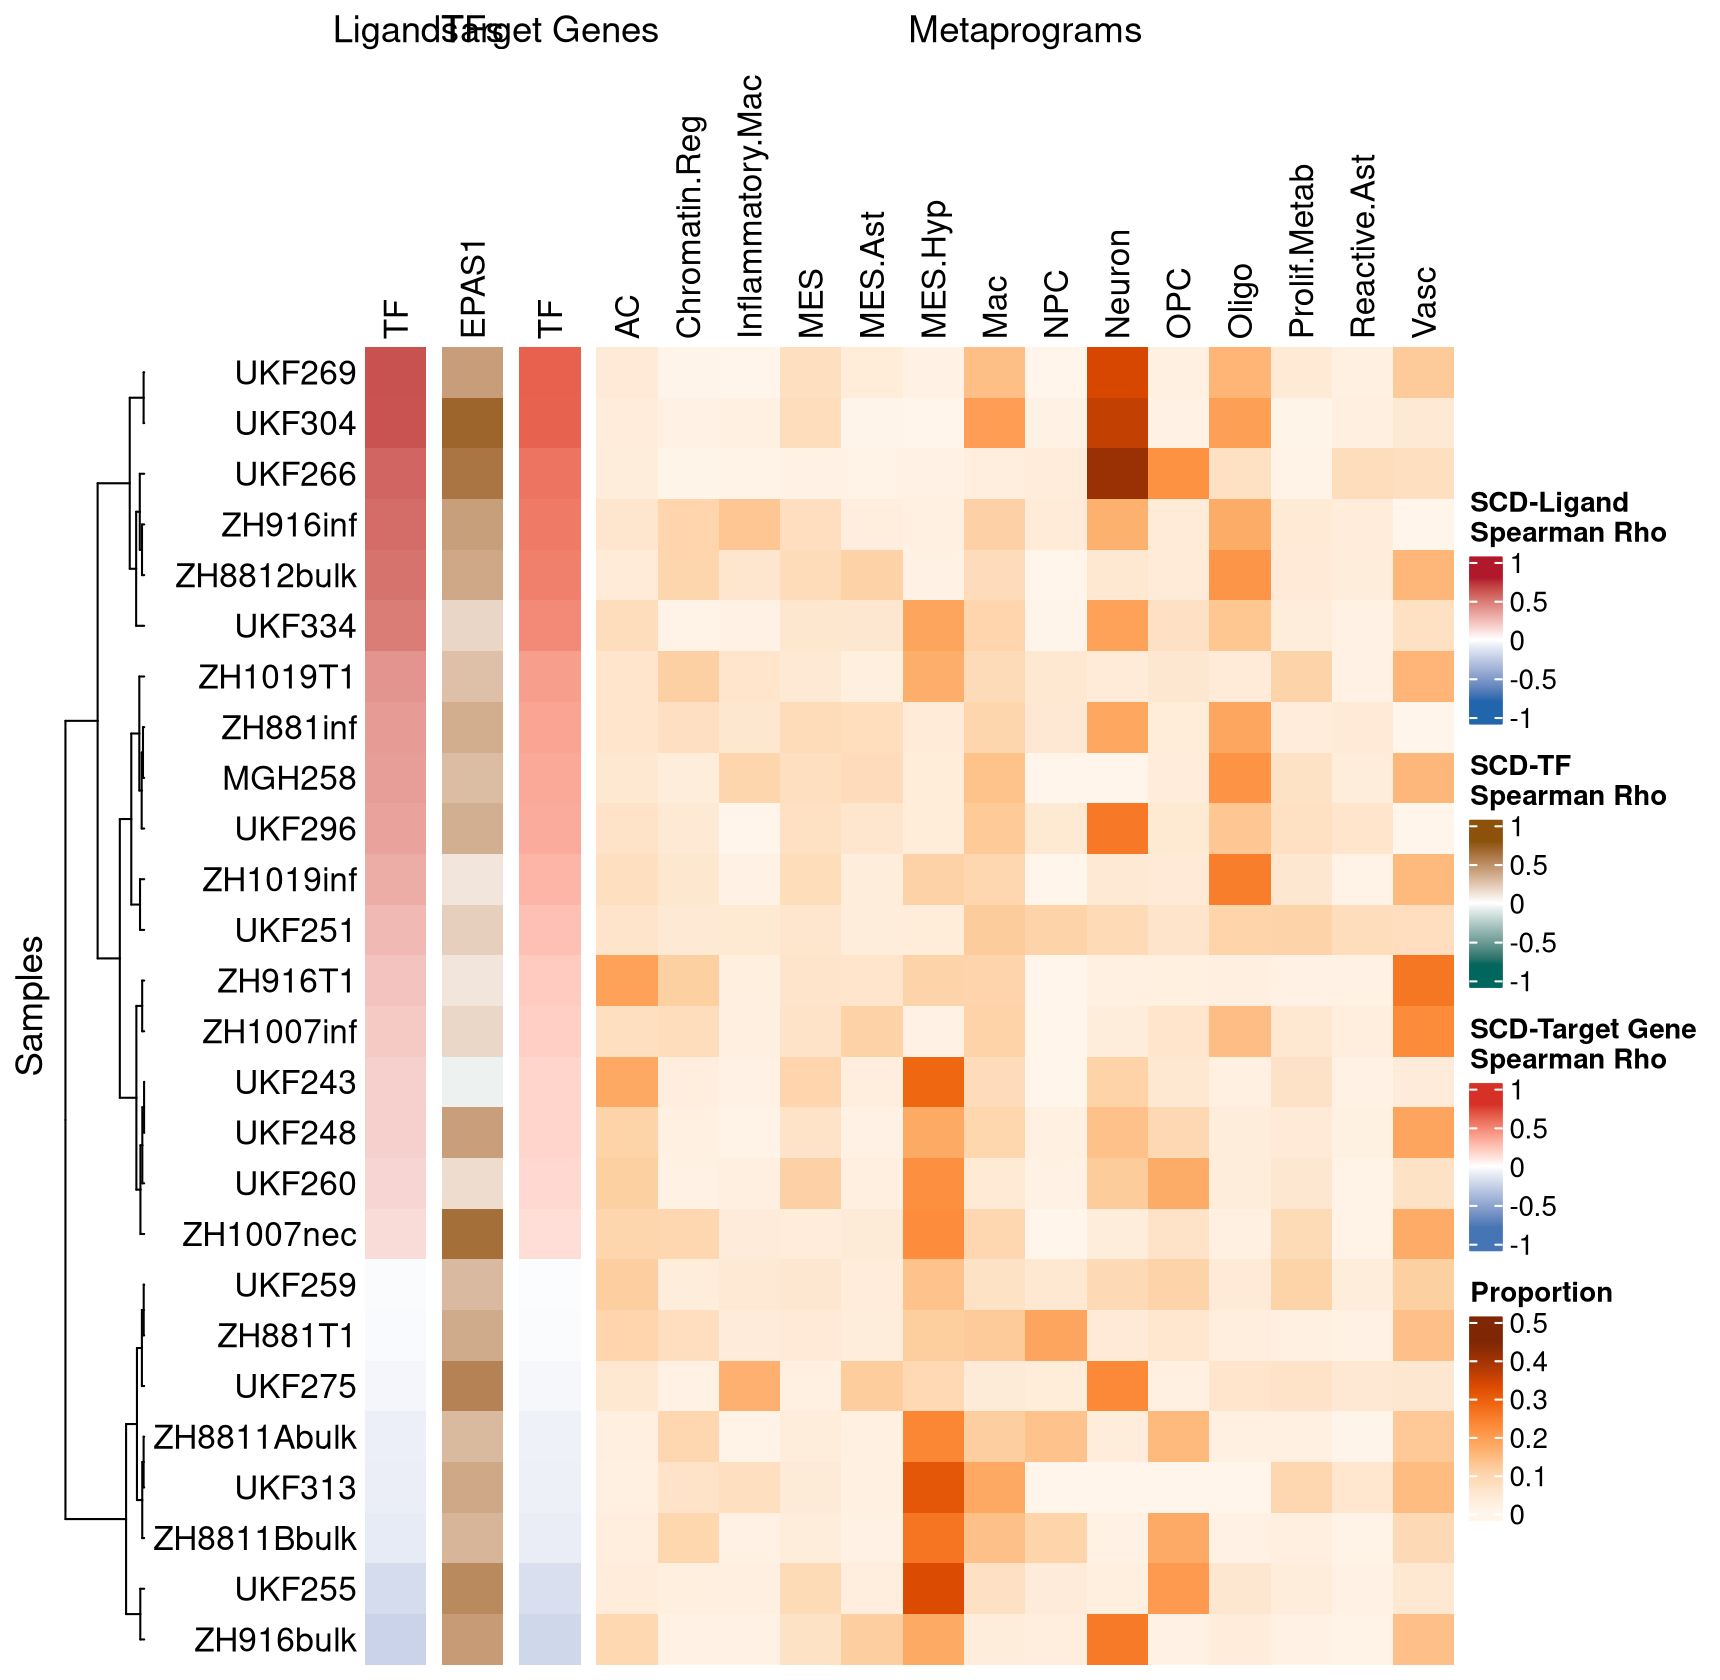 Ligands TFs Target Genes Metaprograms
TF EPAS1 TF AC Chromatin.Reg Inflammatory.Mac MES MES.Ast MES.Hyp Mac NPC Neuron OPC Oligo Prolif.Metab Reactive.Ast Vasc
Samples
UKF269
UKF304
UKF266
ZH916inf
ZH8812bulk
UKF334
ZH1019T1
ZH881inf
MGH258
UKF296
ZH1019inf
UKF251
ZH916T1
ZH1007inf
UKF243
UKF248
UKF260
ZH1007nec
UKF259
ZH881T1
UKF275
ZH8811Abulk
UKF313
ZH8811Bbulk
UKF255
ZH916bulk
SCD-Ligand
Spearman Rho
1
0.5
0
-0.5
-1
SCD-TF
Spearman Rho
1
0.5
0
-0.5
-1
SCD-Target Gene
Spearman Rho
1
0.5
0
-0.5
-1
Proportion
0.5
0.4
0.3
0.2
0.1
0